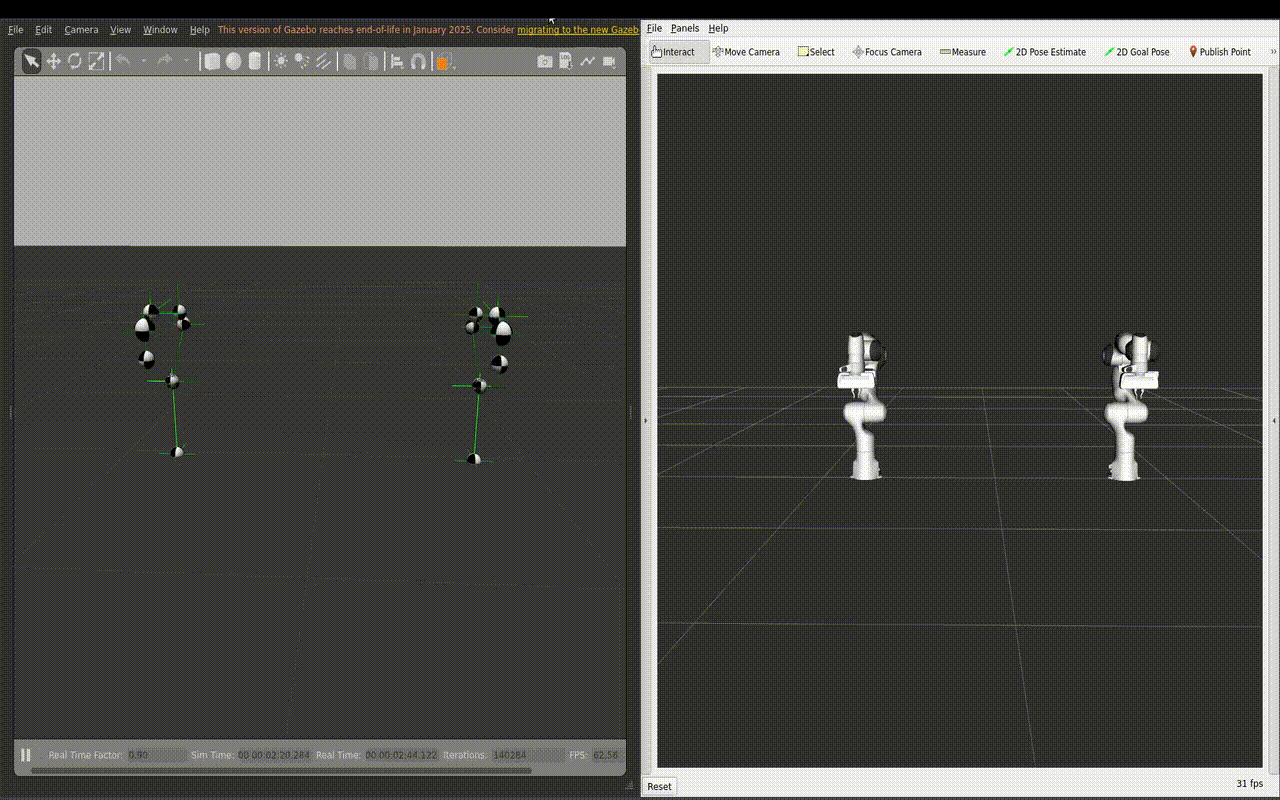 File Edit Camera View Window Help This version of Gazebo reaches end-of-life in January 2025. Consider migrating to the new Gazeb
File Panels Help
Interact Move Camera Select Focus Camera Measure 2D Pose Estimate 2D Goal Pose Publish Point »
Real Time Factor: 0.90 Sim Time: 00 00:02:20.284 Real Time: 00 00:02:44.122 Iterations: 140284 FPS: 62.56
Reset 31 fps